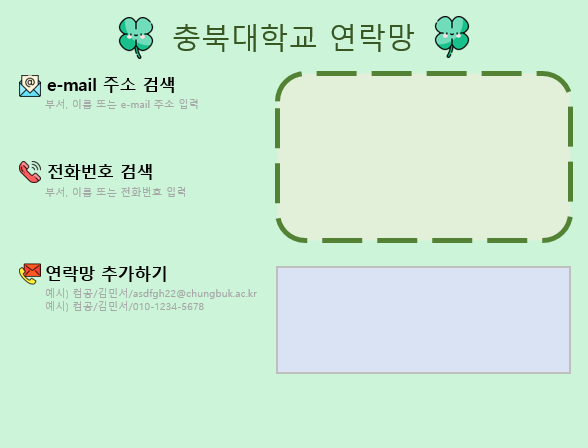 충북대학교 연락망
e-mail 주소 검색
부서, 이름 또는 e-mail 주소 입력
전화번호 검색
부서, 이름 또는 전화번호 입력
연락망 추가하기
예시) 컴공/김민서/asdfgh22@chungbuk.ac.kr
예시) 컴공/김민서/010-1234-5678